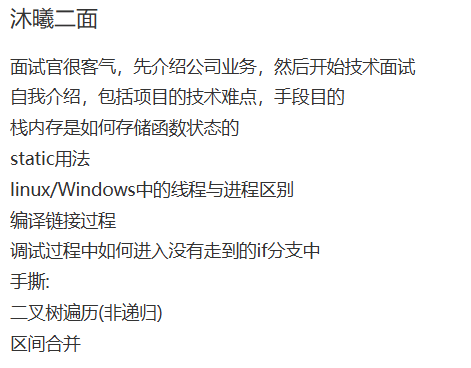 沐曦二面
面试官很客气，先介绍公司业务，然后开始技术面试
自我介绍，包括项目的技术难点，手段目的
栈内存是如何存储函数状态的
static用法
linux/Windows中的线程与进程区别
编译链接过程
调试过程中如何进入没有走到的if分支中
手撕:
二叉树遍历(非递归)
区间合并